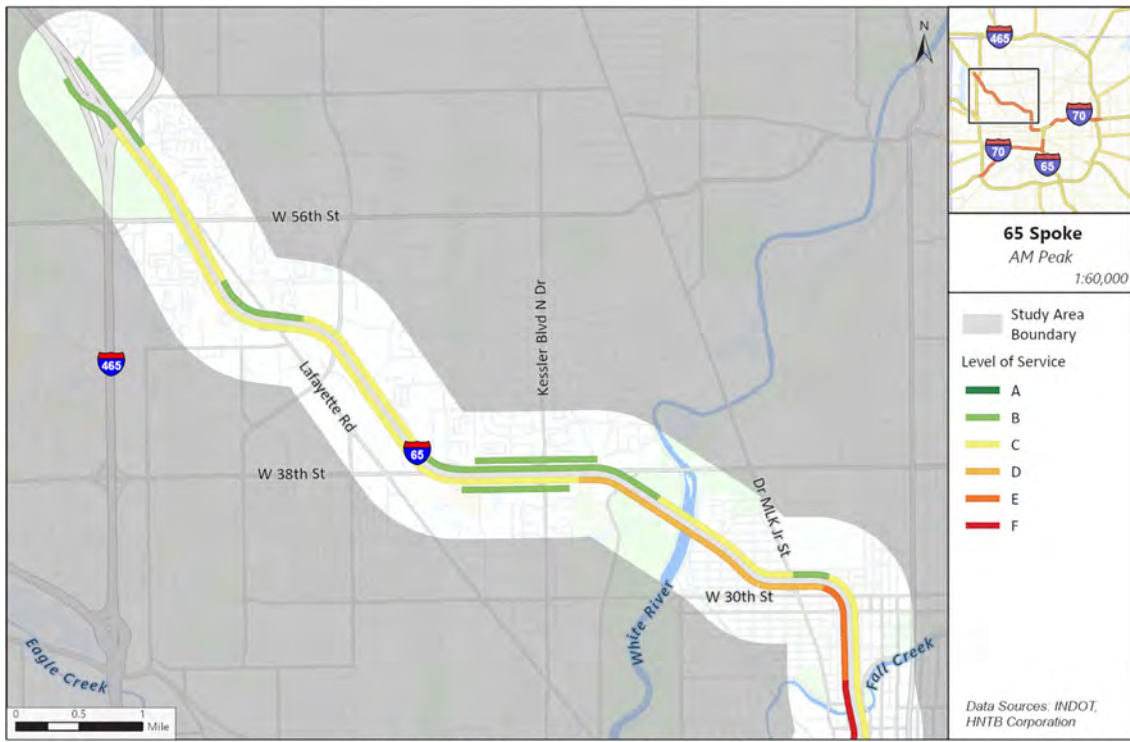 N
W 56th St
Kessler Blvd N Dr
465
Lafayette Rd
65
W 38th St
Dr MLK Jr St
W 30th St
White River
Fall Creek
Eagle Creek
0 0.5 1
Mile
465
70
70
65
65 Spoke
AM Peak
1:60,000
Study Area
Boundary
Level of Service
A
B
C
D
E
F
Data Sources: INDOT,
HNTB Corporation